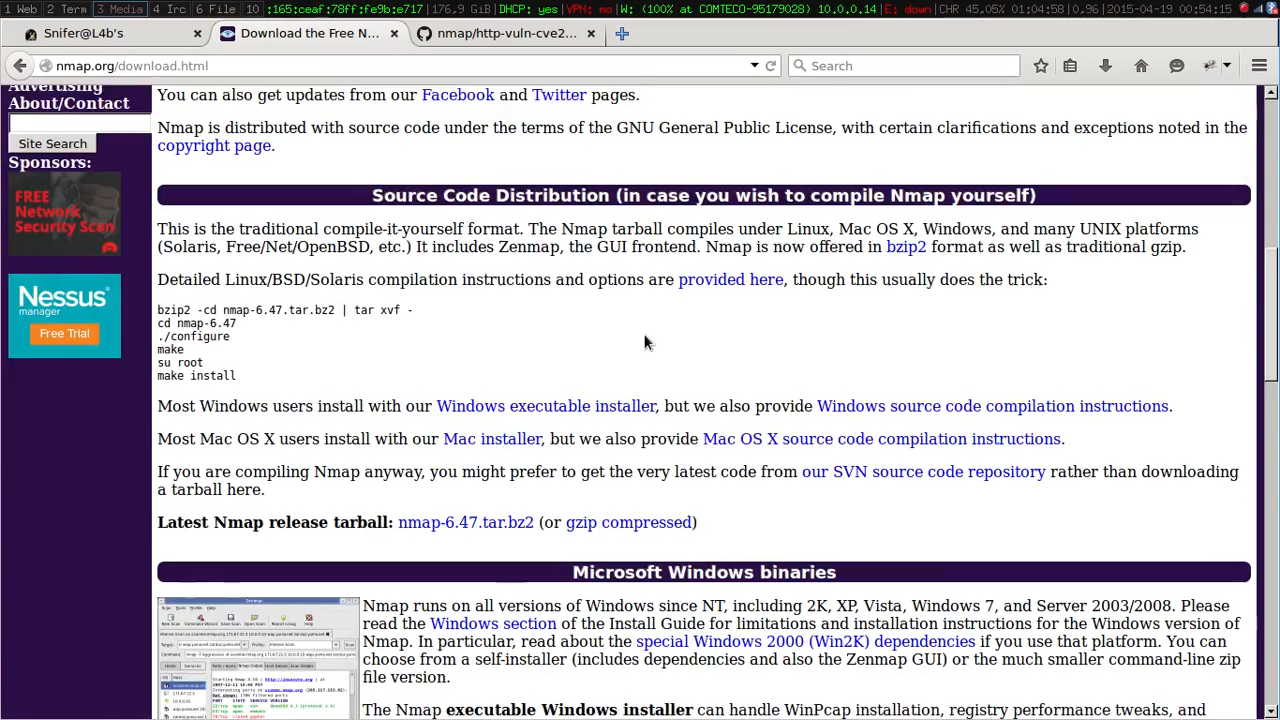 1 Web 2 Term 3 Media 4 Irc 6 File 10 :165:ceaf:78ff:fe9b:e717| 176,9 GiB| DHCP: yes| VPN: no| W: (100% at COMTECO-95179028) 10.0.0.14| E: down| CHR 45,05% 01:04:58| 0,96| 2015-04-19 00:54:15
Snifer@L4b's × Download the Free N... × nmap/http-vuln-cve2... ×
nmap.org/download.html Search
Advertising
About/Contact
Site Search
Sponsors:
FREE
Network
Security Scan
Nessus
manager
Free Trial
You can also get updates from our Facebook and Twitter pages.
Nmap is distributed with source code under the terms of the GNU General Public License, with certain clarifications and exceptions noted in the
copyright page.
Source Code Distribution (in case you wish to compile Nmap yourself)
This is the traditional compile-it-yourself format. The Nmap tarball compiles under Linux, Mac OS X, Windows, and many UNIX platforms
(Solaris, Free/Net/OpenBSD, etc.) It includes Zenmap, the GUI frontend. Nmap is now offered in bzip2 format as well as traditional gzip.
Detailed Linux/BSD/Solaris compilation instructions and options are provided here, though this usually does the trick:
bzip2 -cd nmap-6.47.tar.bz2 | tar xvf -
cd nmap-6.47
./configure
make
su root
make install
Most Windows users install with our Windows executable installer, but we also provide Windows source code compilation instructions.
Most Mac OS X users install with our Mac installer, but we also provide Mac OS X source code compilation instructions.
If you are compiling Nmap anyway, you might prefer to get the very latest code from our SVN source code repository rather than downloading
a tarball here.
Latest Nmap release tarball: nmap-6.47.tar.bz2 (or gzip compressed)
Microsoft Windows binaries
Nmap runs on all versions of Windows since NT, including 2K, XP, Vista, Windows 7, and Server 2003/2008. Please
read the Windows section of the Install Guide for limitations and installation instructions for the Windows version of
Nmap. In particular, read about Windows 2000 (Win2K) dependencies if you run that platform. You can
choose from a self-installer (includes dependencies and also the Zenmap GUI) or the much smaller command-line zip
file version.
The Nmap executable Windows installer can handle WinPcap installation, registry performance tweaks, and